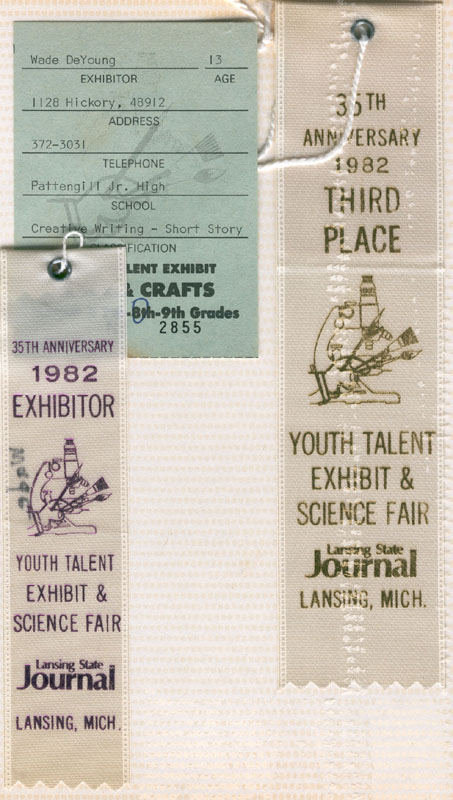 Wade DeYoung 13
EXHIBITOR AGE
1128 Hickory, 48912
ADDRESS
372-3031
TELEPHONE
Pattengill Jr. High
SCHOOL
Creative Writing - Short Story
CLASSIFICATION
LENT EXHIBIT
& CRAFTS
-8th-9th Grades
2855
35TH ANNIVERSARY
1982
EXHIBITOR
YOUTH TALENT
EXHIBIT &
SCIENCE FAIR
Lansing State
Journal
LANSING, MICH.
35TH
ANNIVERSARY
1982
THIRD
PLACE
YOUTH TALENT
EXHIBIT &
SCIENCE FAIR
Lansing State
Journal
LANSING, MICH.